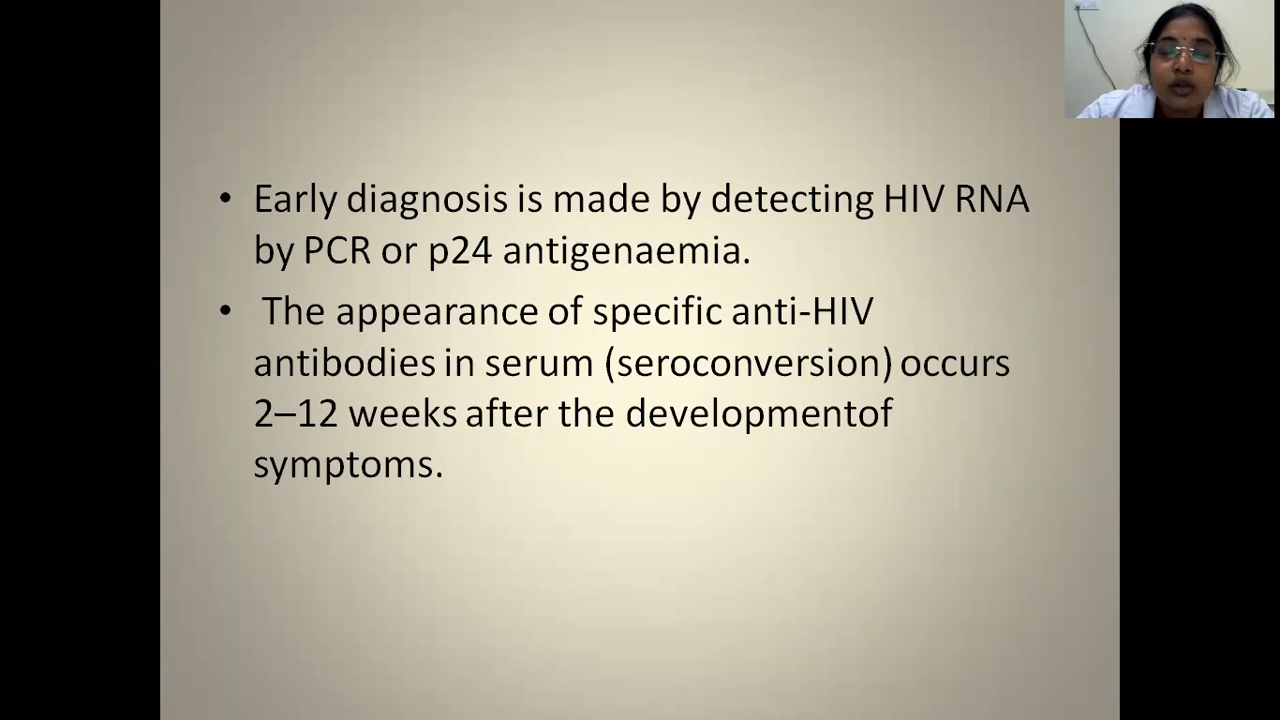 • Early diagnosis is made by detecting HIV RNA
by PCR or p24 antigenaemia.
• The appearance of specific anti-HIV
antibodies in serum (seroconversion) occurs
2–12 weeks after the developmentof
symptoms.